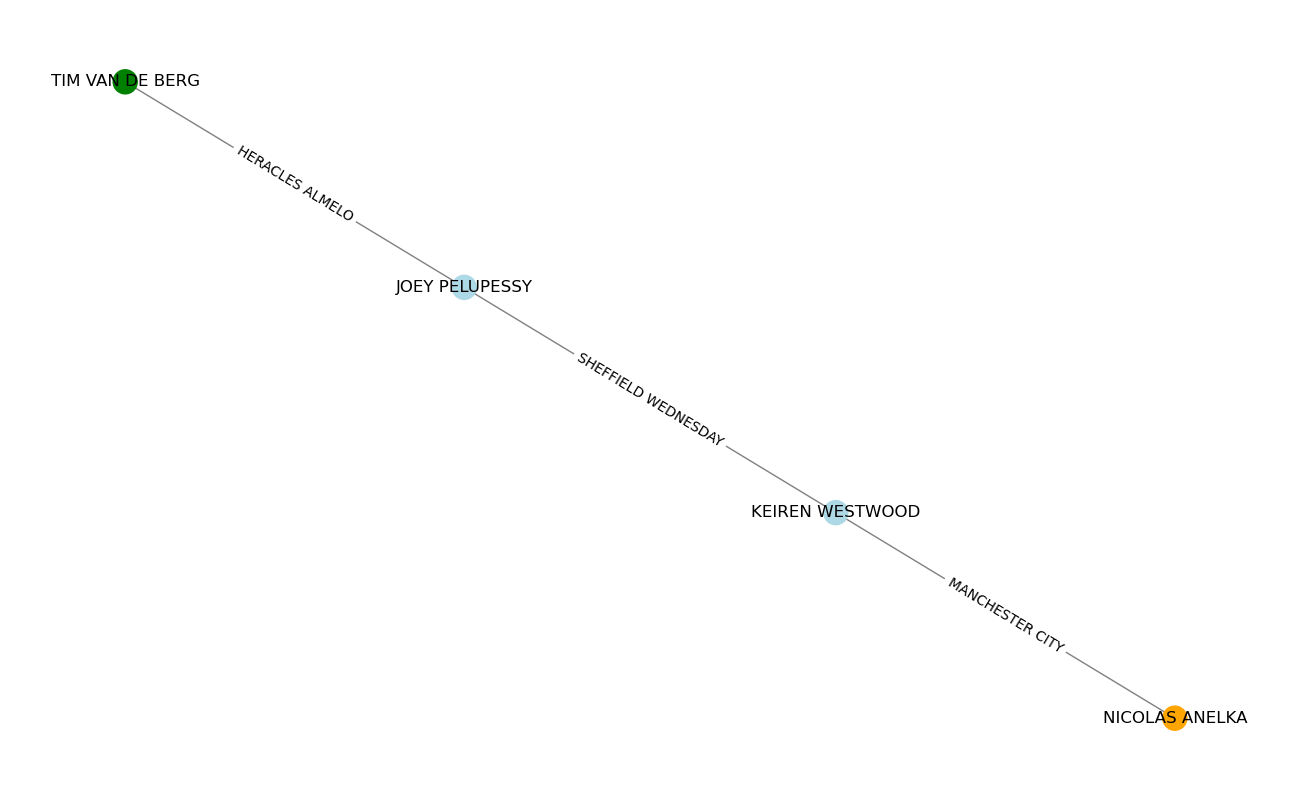 TIM VAN DE BERG
HERACLES ALMELO
JOEY PELUPESSY
SHEFFIELD WEDNESDAY
KEIREN WESTWOOD
MANCHESTER CITY
NICOLAS ANELKA